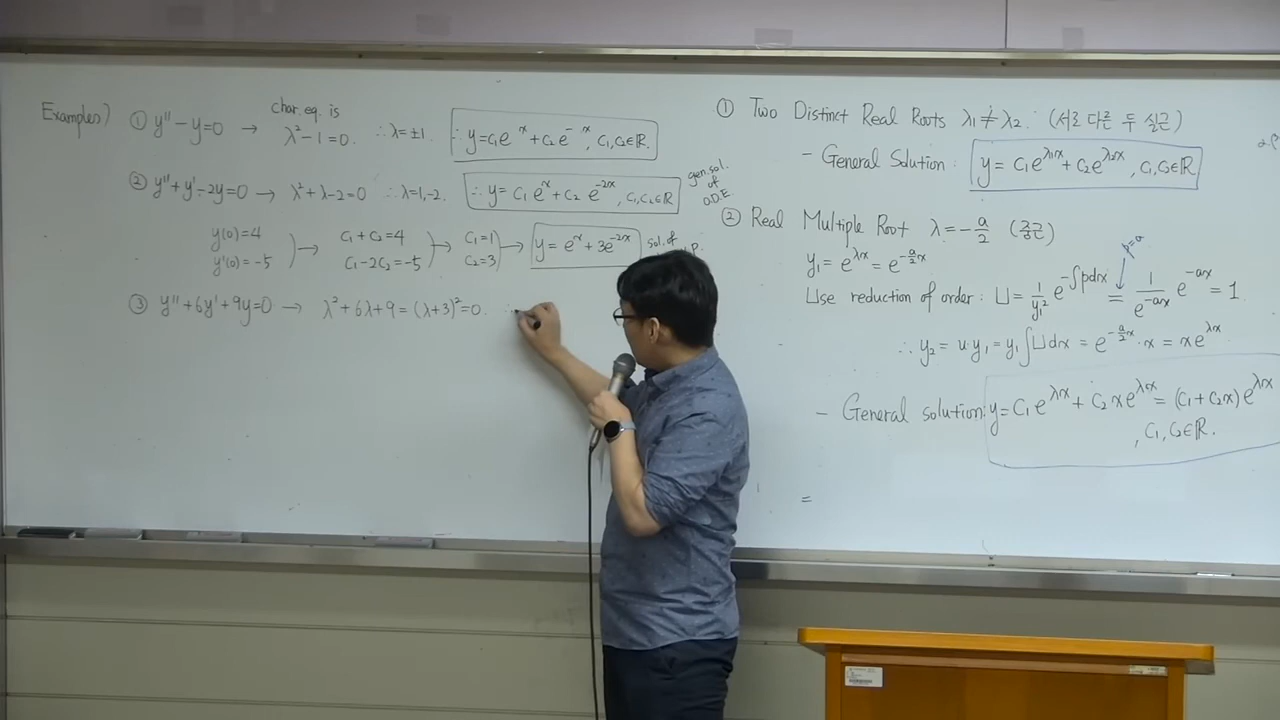 Examples)
char. eq. is
① y'' − y = 0 → λ² − 1 = 0. ∴ λ = ±1. ∴ y = c₁e^x + c₂e^−x, c₁, c₂ ∈ ℝ.
② y'' + y' − 2y = 0 → λ² + λ − 2 = 0 ∴ λ = 1, −2. ∴ y = c₁e^x + c₂e^−2x, c₁, c₂ ∈ ℝ
gen. sol. of O.D.E.
y(0) = 4 → c₁ + c₂ = 4 → c₁ = 1 → y = e^x + 3e^−2x
y'(0) = −5 c₁ − 2c₂ = −5 c₂ = 3
sol. of
③ y'' + 6y' + 9y = 0 → λ² + 6λ + 9 = (λ + 3)² = 0.
① Two Distinct Real Roots λ₁ ≠ λ₂. (서로 다른 두 실근)
- General Solution: y = c₁e^λ₁x + c₂e^λ₂x, c₁, c₂ ∈ ℝ
② Real Multiple Root λ = −a/2 (중근)
y₁ = e^λx = e^−(a/2)x
p=a
Use reduction of order: U = 1/y₁² e^−∫pdx = 1/e^−ax e^−ax = 1
∴ y₂ = u·y₁ = y₁∫Udx = e^−(a/2)x · x = xe^λx
- General solution: y = c₁e^λx + c₂xe^λx = (c₁ + c₂x)e^λx
, c₁, c₂ ∈ ℝ.
=